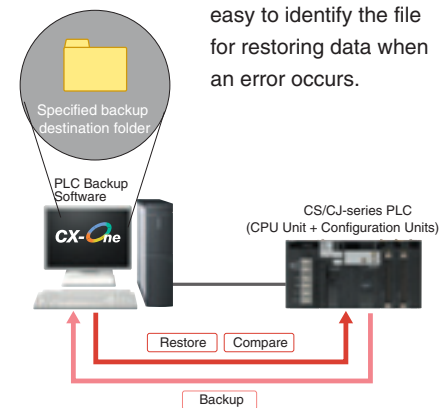 easy to identify the file
for restoring data when
an error occurs.
Specified backup
destination folder
PLC Backup
Software
CX-One
CS/CJ-series PLC
(CPU Unit + Configuration Units)
Restore
Compare
Backup